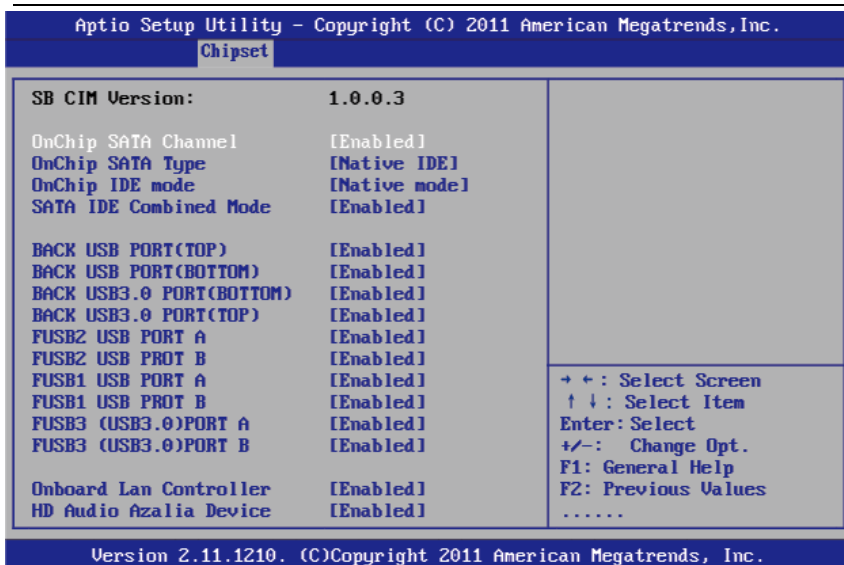 Aptio Setup Utility - Copyright (C) 2011 American Megatrends,Inc.
Chipset
SB CIM Version: 1.0.0.3
OnChip SATA Channel [Enabled]
OnChip SATA Type [Native IDE]
OnChip IDE mode [Native mode]
SATA IDE Combined Mode [Enabled]
BACK USB PORT(TOP) [Enabled]
BACK USB PORT(BOTTOM) [Enabled]
BACK USB3.0 PORT(BOTTOM) [Enabled]
BACK USB3.0 PORT(TOP) [Enabled]
FUSB2 USB PORT A [Enabled]
FUSB2 USB PROT B [Enabled]
FUSB1 USB PORT A [Enabled]
FUSB1 USB PROT B [Enabled]
FUSB3 (USB3.0)PORT A [Enabled]
FUSB3 (USB3.0)PORT B [Enabled]
Onboard Lan Controller [Enabled]
HD Audio Azalia Device [Enabled]
→ ←: Select Screen
↑ ↓: Select Item
Enter: Select
+/-: Change Opt.
F1: General Help
F2: Previous Values
......
Version 2.11.1210. (C)Copyright 2011 American Megatrends, Inc.